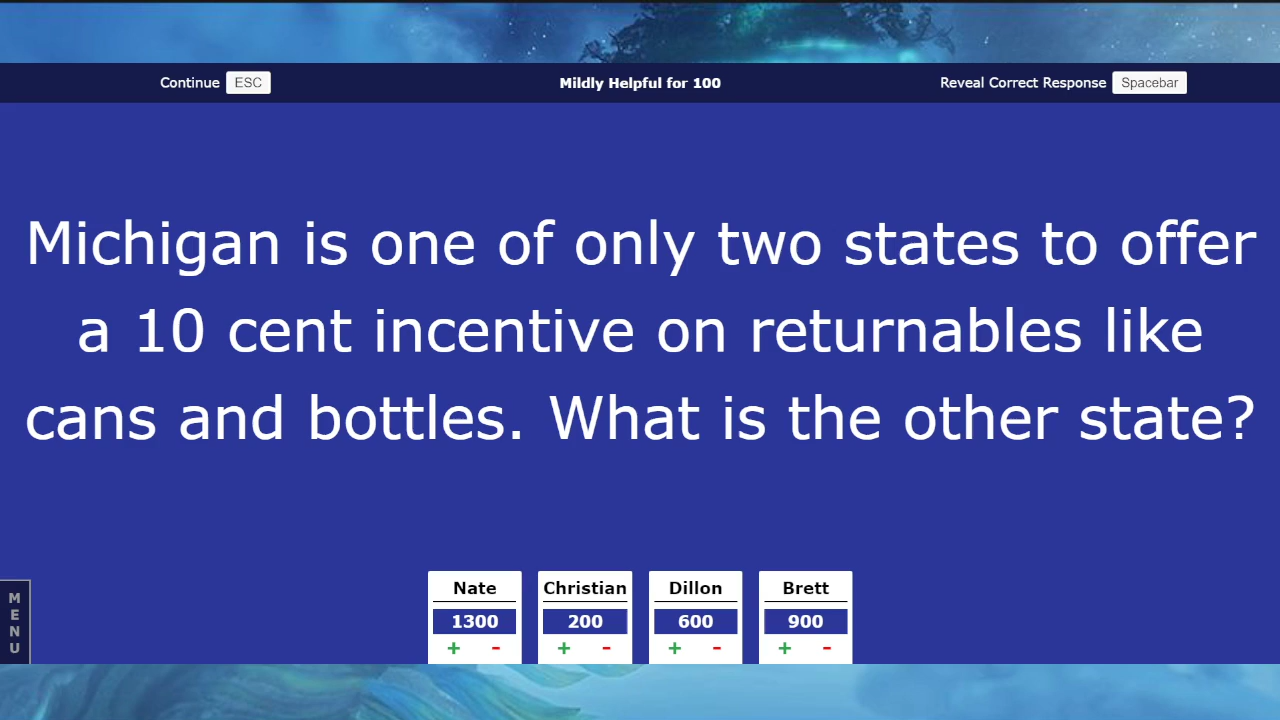 Continue ESC Mildly Helpful for 100 Reveal Correct Response Spacebar
Michigan is one of only two states to offer
a 10 cent incentive on returnables like
cans and bottles. What is the other state?
MENU
Nate Christian Dillon Brett
1300 200 600 900
+ - + - + - + -